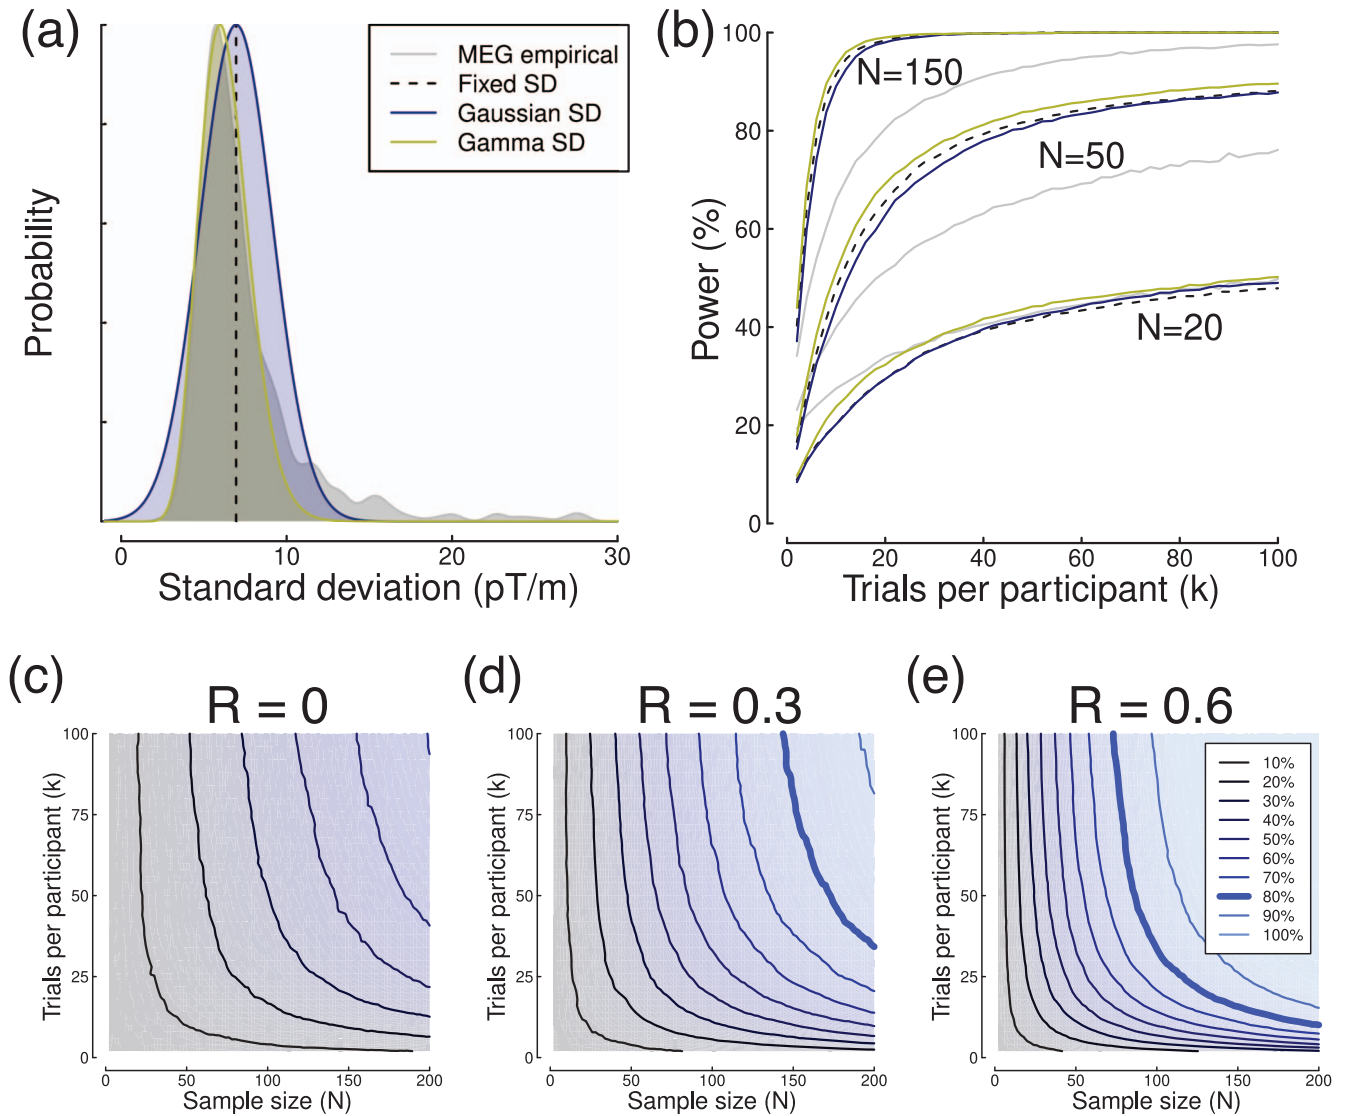 (a)
MEG empirical
Fixed SD
Gaussian SD
Gamma SD
Probability
0 10 20 30
Standard deviation (pT/m)
(b)
100
80
60
40
20
0
Power (%)
N=150
N=50
N=20
0 20 40 60 80 100
Trials per participant (k)
(c)
R = 0
100
75
50
25
0
Trials per participant (k)
0 50 100 150 200
Sample size (N)
(d)
R = 0.3
100
75
50
25
0
Trials per participant (k)
0 50 100 150 200
Sample size (N)
(e)
R = 0.6
100
75
50
25
0
Trials per participant (k)
10%
20%
30%
40%
50%
60%
70%
80%
90%
100%
0 50 100 150 200
Sample size (N)